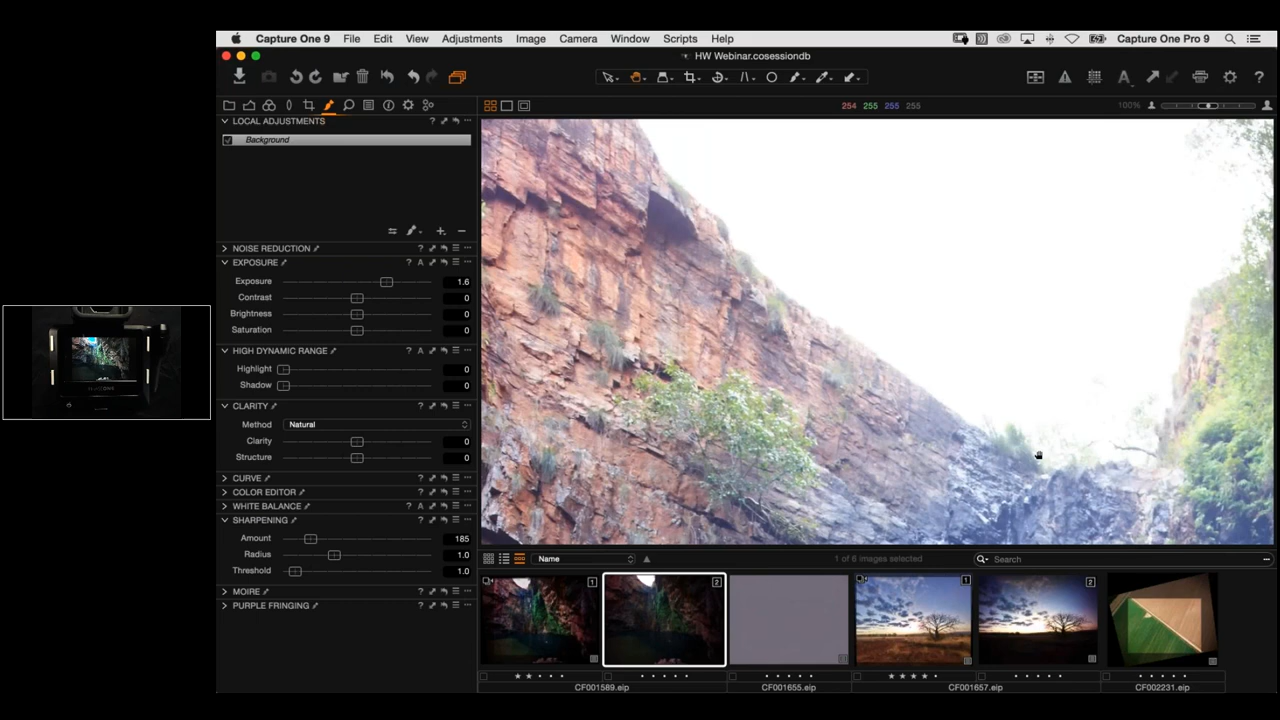 Capture One 9 File Edit View Adjustments Image Camera Window Scripts Help Capture One Pro 9
HW Webinar.cosessiondb
254 255 255 255 100%
LOCAL ADJUSTMENTS
Background
NOISE REDUCTION
EXPOSURE
Exposure 1.6
Contrast 0
Brightness 0
Saturation 0
HIGH DYNAMIC RANGE
Highlight 0
Shadow 0
CLARITY
Method Natural
Clarity 0
Structure 0
CURVE
COLOR EDITOR
WHITE BALANCE
SHARPENING
Amount 185
Radius 1.0
Threshold 1.0
MOIRE
PURPLE FRINGING
Name 1 of 6 images selected Search
1 2 1 2
CF001589.eip CF001655.eip CF001657.eip CF002231.eip